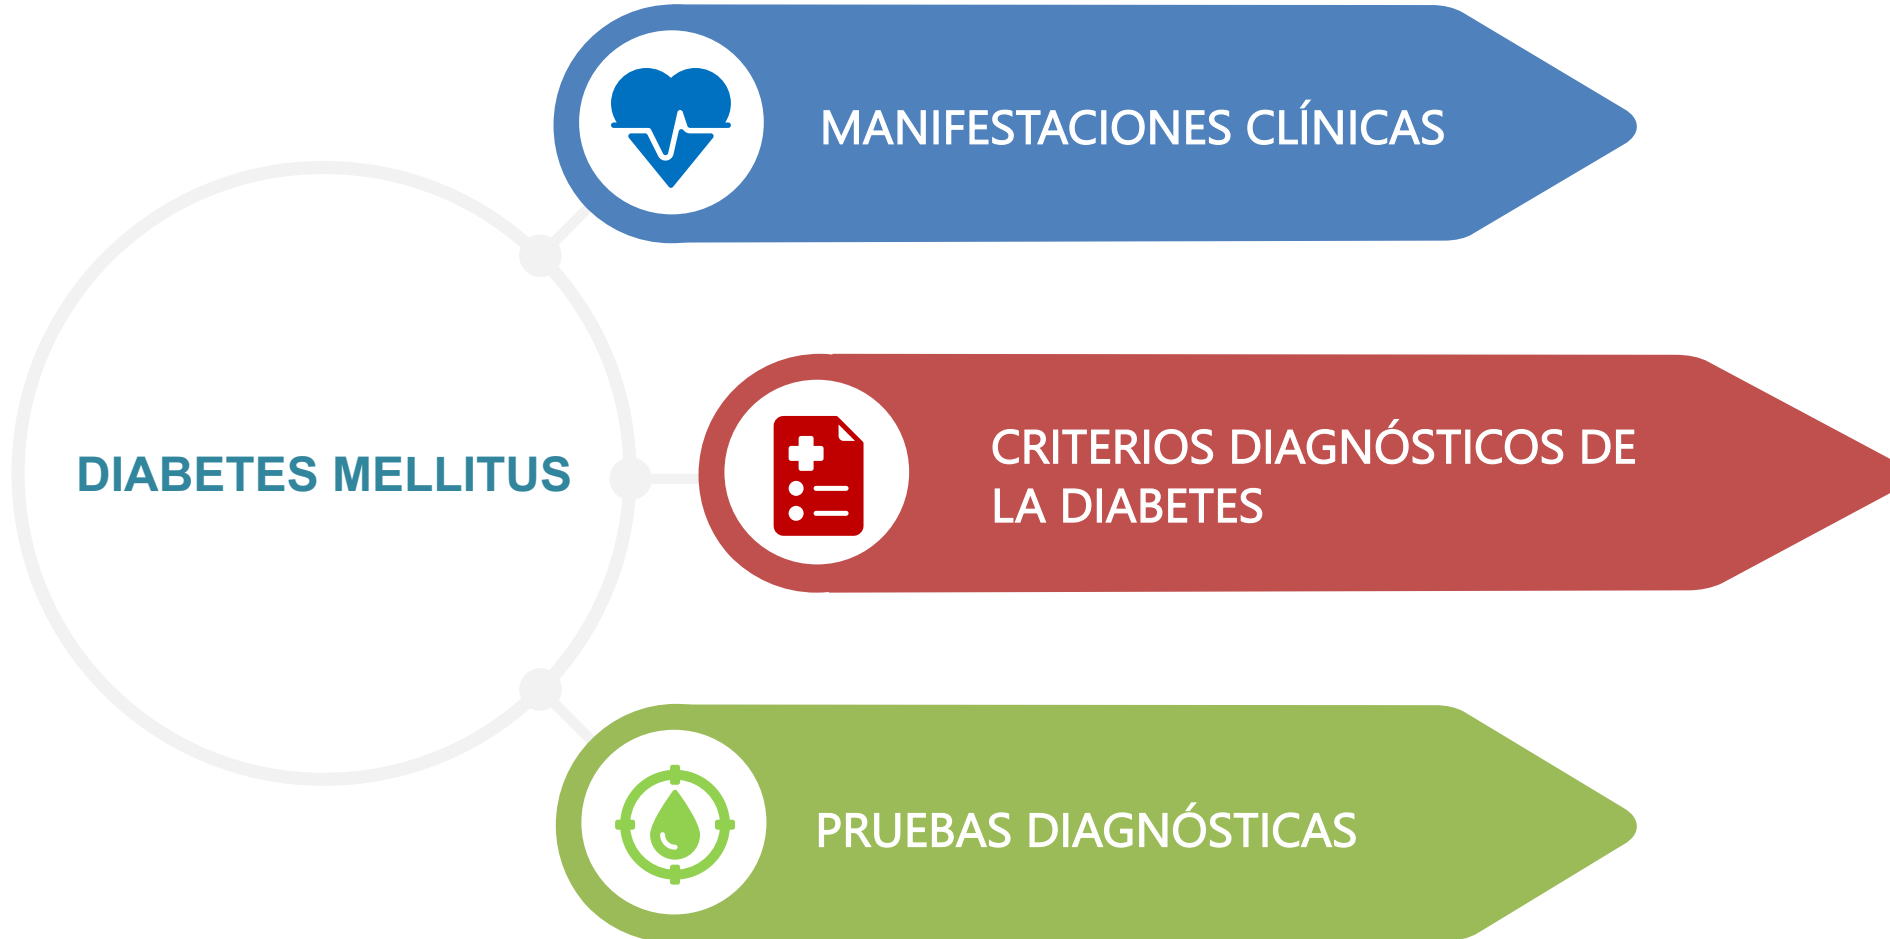 MANIFESTACIONES CLÍNICAS
DIABETES MELLITUS
CRITERIOS DIAGNÓSTICOS DE
LA DIABETES
PRUEBAS DIAGNÓSTICAS